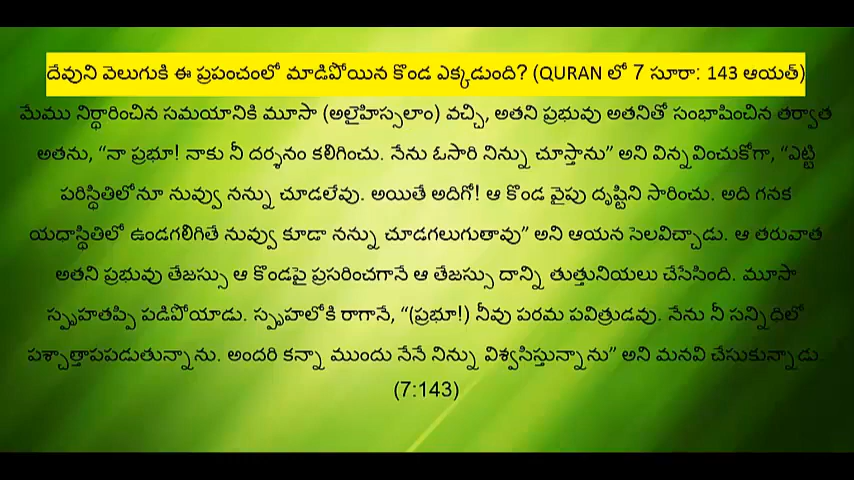 దేవుని వెలుగుకి ఈ ప్రపంచంలో మాడిపోయిన కొండ ఎక్కడుంది? (QURAN లో 7 సూరా: 143 ఆయత్)
మేము నిర్ధారించిన సమయానికి మూసా (అలైహిస్సలాం) వచ్చి, అతని ప్రభువు అతనితో సంభాషించిన తర్వాత
అతను, “నా ప్రభూ! నాకు నీ దర్శనం కలిగించు. నేను ఓసారి నిన్ను చూస్తాను” అని విన్నవించుకోగా, “ఎట్టి
పరిస్థితిలోనూ నువ్వు నన్ను చూడలేవు. అయితే అదిగో! ఆ కొండ వైపు దృష్టిని సారించు. అది గనక
యధాస్థితిలో ఉండగలిగితే నువ్వు కూడా నన్ను చూడగలుగుతావు” అని ఆయన సెలవిచ్చాడు. ఆ తరువాత
అతని ప్రభువు తేజస్సు ఆ కొండపై ప్రసరించగానే ఆ తేజస్సు దాన్ని తుత్తునియలు చేసేసింది. మూసా
స్పృహతప్పి పడిపోయాడు. స్పృహలోకి రాగానే, “(ప్రభూ!) నీవు పరమ పవిత్రుడవు. నేను నీ సన్నిధిలో
పశ్చాత్తాపపడుతున్నాను. అందరి కన్నా ముందు నేనే నిన్ను విశ్వసిస్తున్నాను” అని మనవి చేసుకున్నాడు.
(7:143)